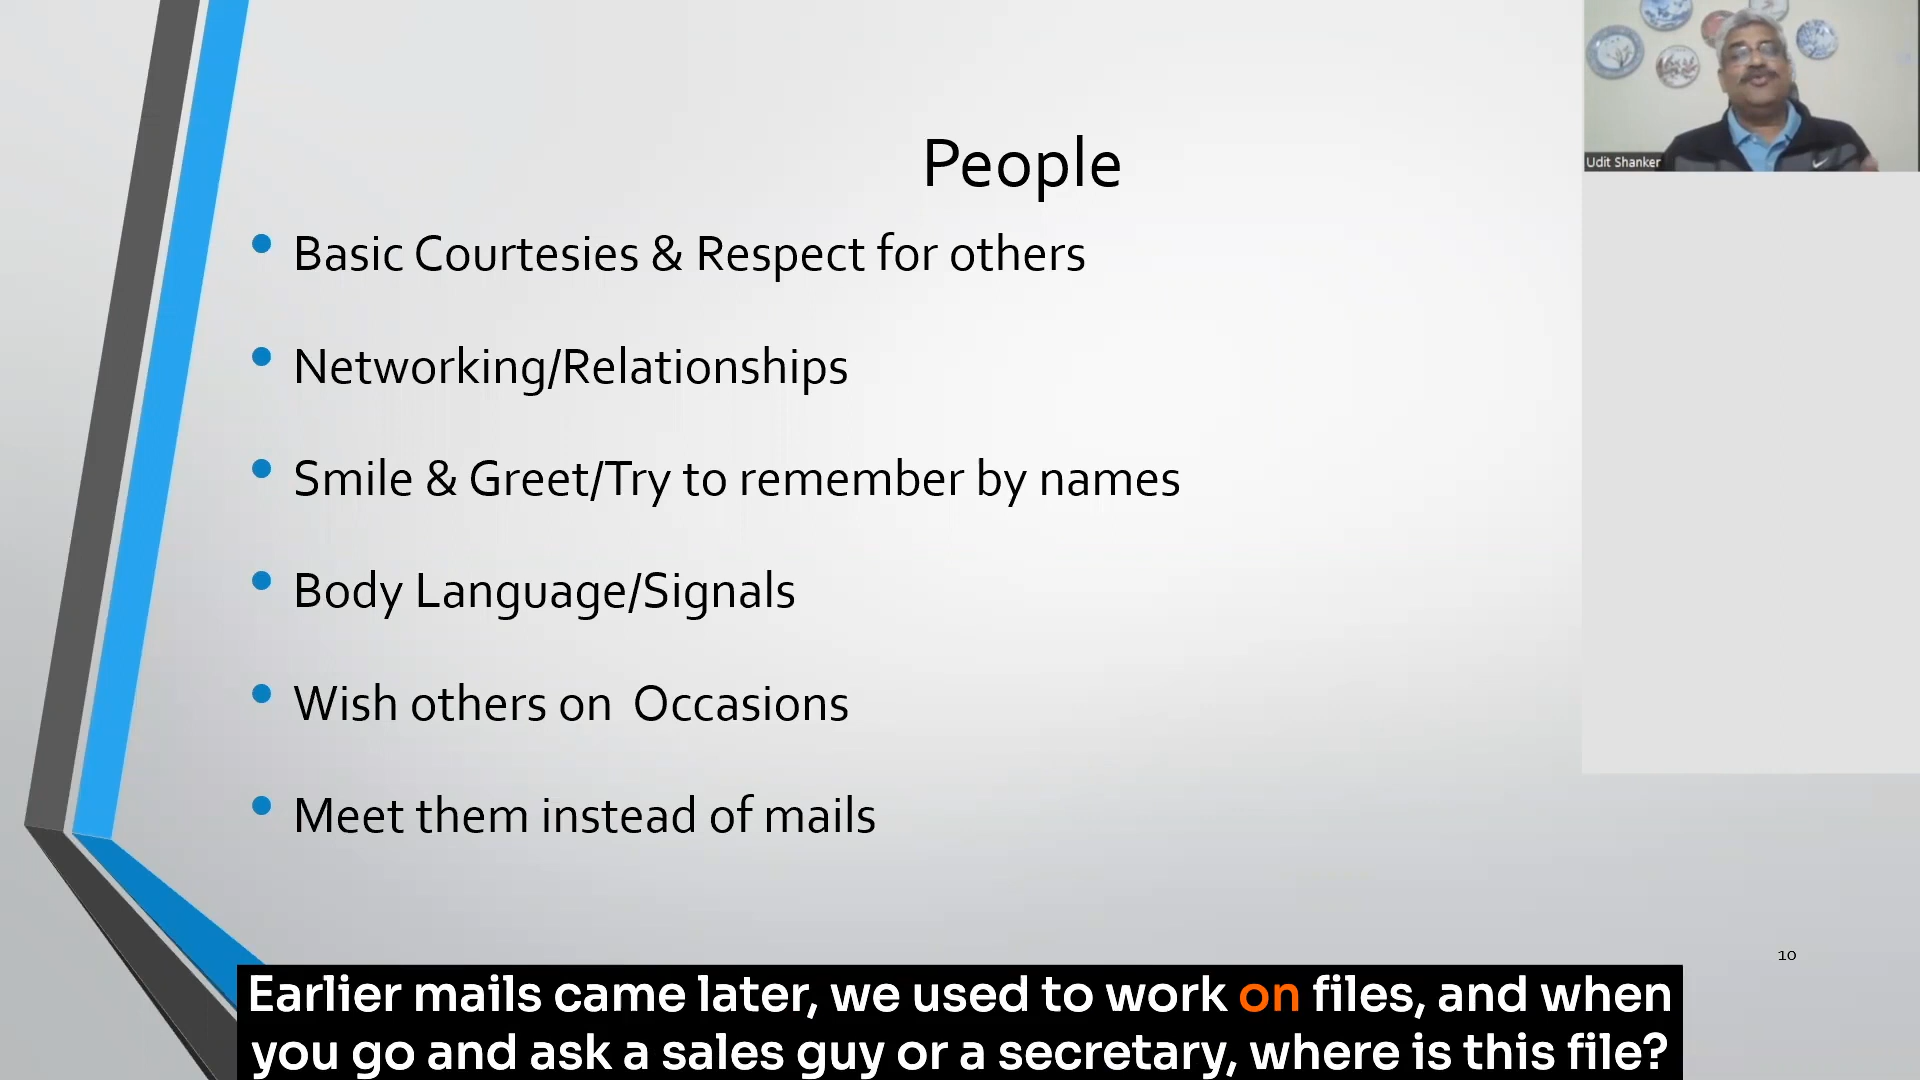 People
Udit Shanker
• Basic Courtesies & Respect for others
• Networking/Relationships
• Smile & Greet/Try to remember by names
• Body Language/Signals
• Wish others on  Occasions
• Meet them instead of mails
10
Earlier mails came later, we used to work on files, and when
you go and ask a sales guy or a secretary, where is this file?